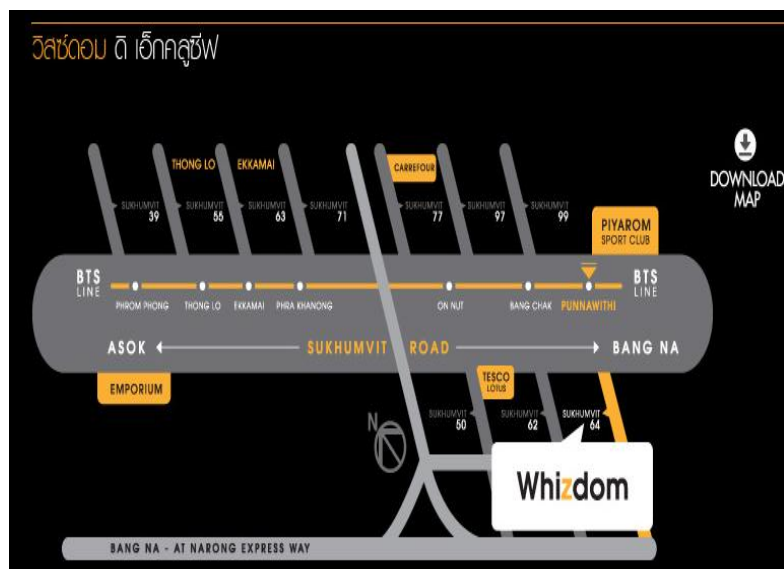 วิสซ์ดอม ดิ เอ็กคลูซีฟ
DOWNLOAD
MAP
THONG LO
EKKAMAI
CARREFOUR
SUKHUMVIT
39
SUKHUMVIT
55
SUKHUMVIT
63
SUKHUMVIT
71
SUKHUMVIT
77
SUKHUMVIT
97
SUKHUMVIT
99
PIYAROM
SPORT CLUB
BTS
LINE
BTS
LINE
PHROM PHONG
THONG LO
EKKAMAI
PHRA KHANONG
ON NUT
BANG CHAK
PUNNAWITHI
ASOK
SUKHUMVIT ROAD
BANG NA
EMPORIUM
TESCO
LOTUS
SUKHUMVIT
50
SUKHUMVIT
62
SUKHUMVIT
64
N
Whizdom
BANG NA - AT NARONG EXPRESS WAY